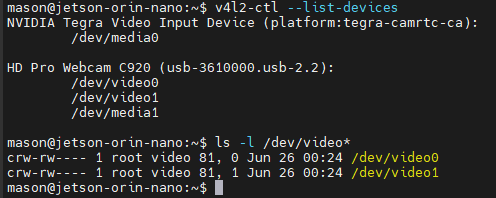 mason@jetson-orin-nano:~$ v4l2-ctl --list-devices
NVIDIA Tegra Video Input Device (platform:tegra-camrtc-ca):
        /dev/media0

HD Pro Webcam C920 (usb-3610000.usb-2.2):
        /dev/video0
        /dev/video1
        /dev/media1

mason@jetson-orin-nano:~$ ls -l /dev/video*
crw-rw---- 1 root video 81, 0 Jun 26 00:24 /dev/video0
crw-rw---- 1 root video 81, 1 Jun 26 00:24 /dev/video1
mason@jetson-orin-nano:~$